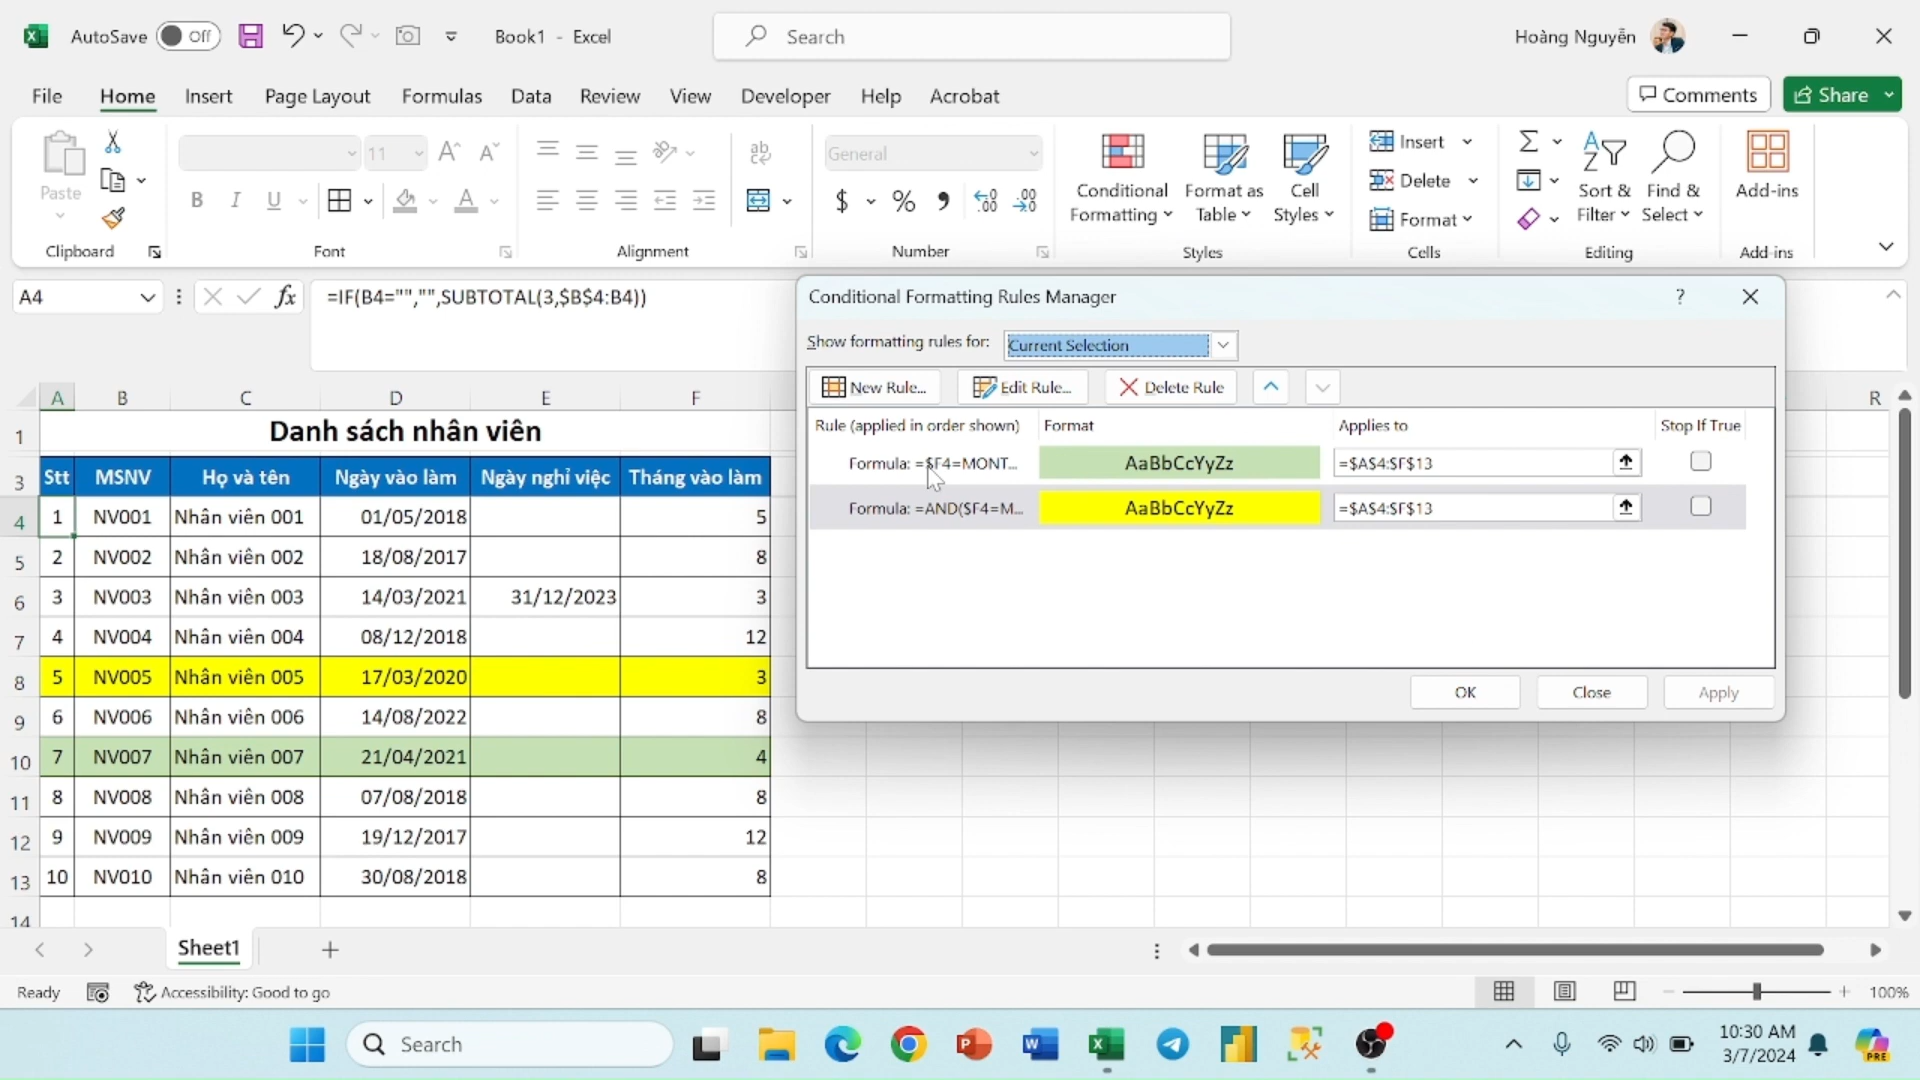 AutoSave Off Book1 - Excel Search Hoàng Nguyễn
File Home Insert Page Layout Formulas Data Review View Developer Help Acrobat Comments Share
Paste 11 General Conditional Formatting Format as Table Cell Styles Insert Delete Format Sort & Filter Find & Select Add-ins
B I U A $ % 9 .00
Clipboard Font Alignment Number Styles Cells Editing Add-ins
A4 fx =IF(B4="","",SUBTOTAL(3,$B$4:B4))
Conditional Formatting Rules Manager ?
Show formatting rules for: Current Selection
New Rule... Edit Rule... Delete Rule
Rule (applied in order shown) Format Applies to Stop If True
Formula: =$F4=MONT... AaBbCcYyZz =$A$4:$F$13
Formula: =AND($F4=M... AaBbCcYyZz =$A$4:$F$13
OK Close Apply
A B C D E F R
1 Danh sách nhân viên
3 Stt MSNV Họ và tên Ngày vào làm Ngày nghỉ việc Tháng vào làm
4 1 NV001 Nhân viên 001 01/05/2018 5
5 2 NV002 Nhân viên 002 18/08/2017 8
6 3 NV003 Nhân viên 003 14/03/2021 31/12/2023 3
7 4 NV004 Nhân viên 004 08/12/2018 12
8 5 NV005 Nhân viên 005 17/03/2020 3
9 6 NV006 Nhân viên 006 14/08/2022 8
10 7 NV007 Nhân viên 007 21/04/2021 4
11 8 NV008 Nhân viên 008 07/08/2018 8
12 9 NV009 Nhân viên 009 19/12/2017 12
13 10 NV010 Nhân viên 010 30/08/2018 8
14
Sheet1
Ready Accessibility: Good to go 100%
Search 10:30 AM
3/7/2024 PRE